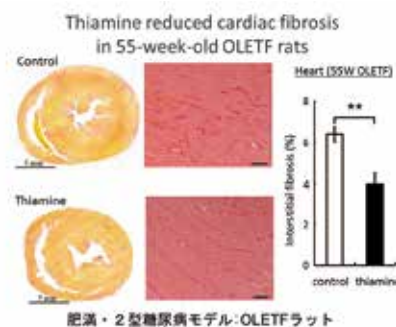 Thiamine reduced cardiac fibrosis
in 55-week-old OLETF rats
Control
Thiamine
Heart (55W OLETF)
**
Interstitial fibrosis (%)
8
6
4
2
0
control thiamine
肥満・2型糖尿病モデル:OLETFラット